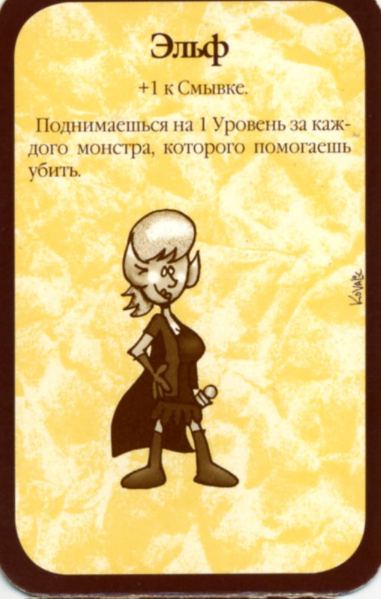 Эльф
+1 к Смывке.
Поднимаешься на 1 Уровень за каж-
дого монстра, которого помогаешь
убить.
Kovalic